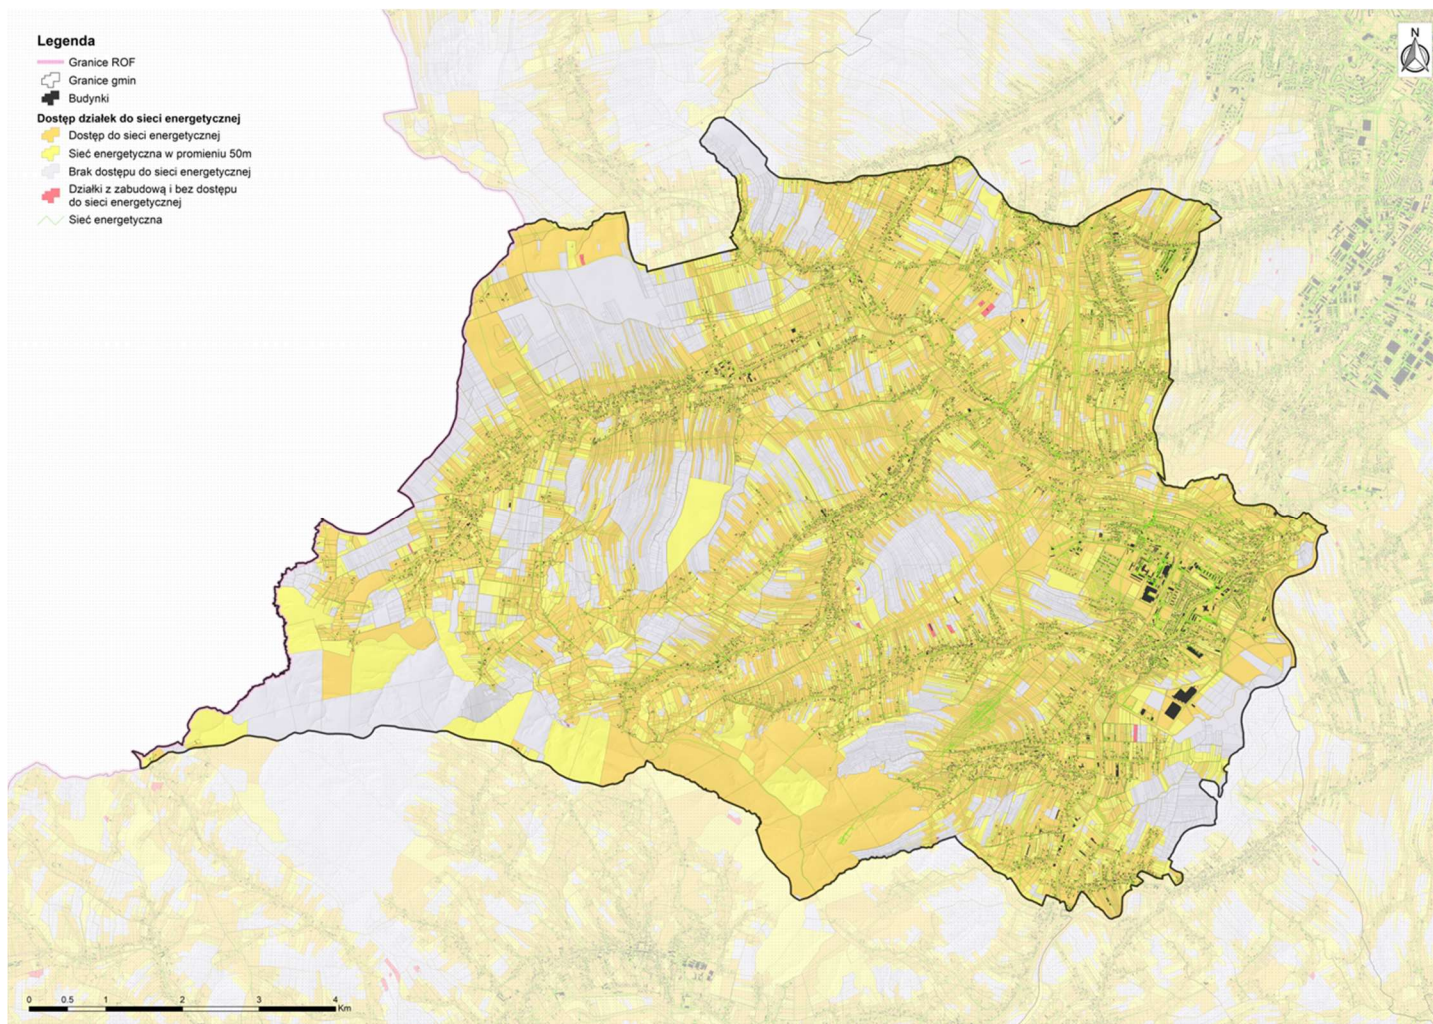 Legenda
Granice ROF
Granice gmin
Budynki
Dostęp działek do sieci energetycznej
Dostęp do sieci energetycznej
Sieć energetyczna w promieniu 50m
Brak dostępu do sieci energetycznej
Działki z zabudową i bez dostępu
do sieci energetycznej
Sieć energetyczna
N
0 0.5 1 2 3 4
Km